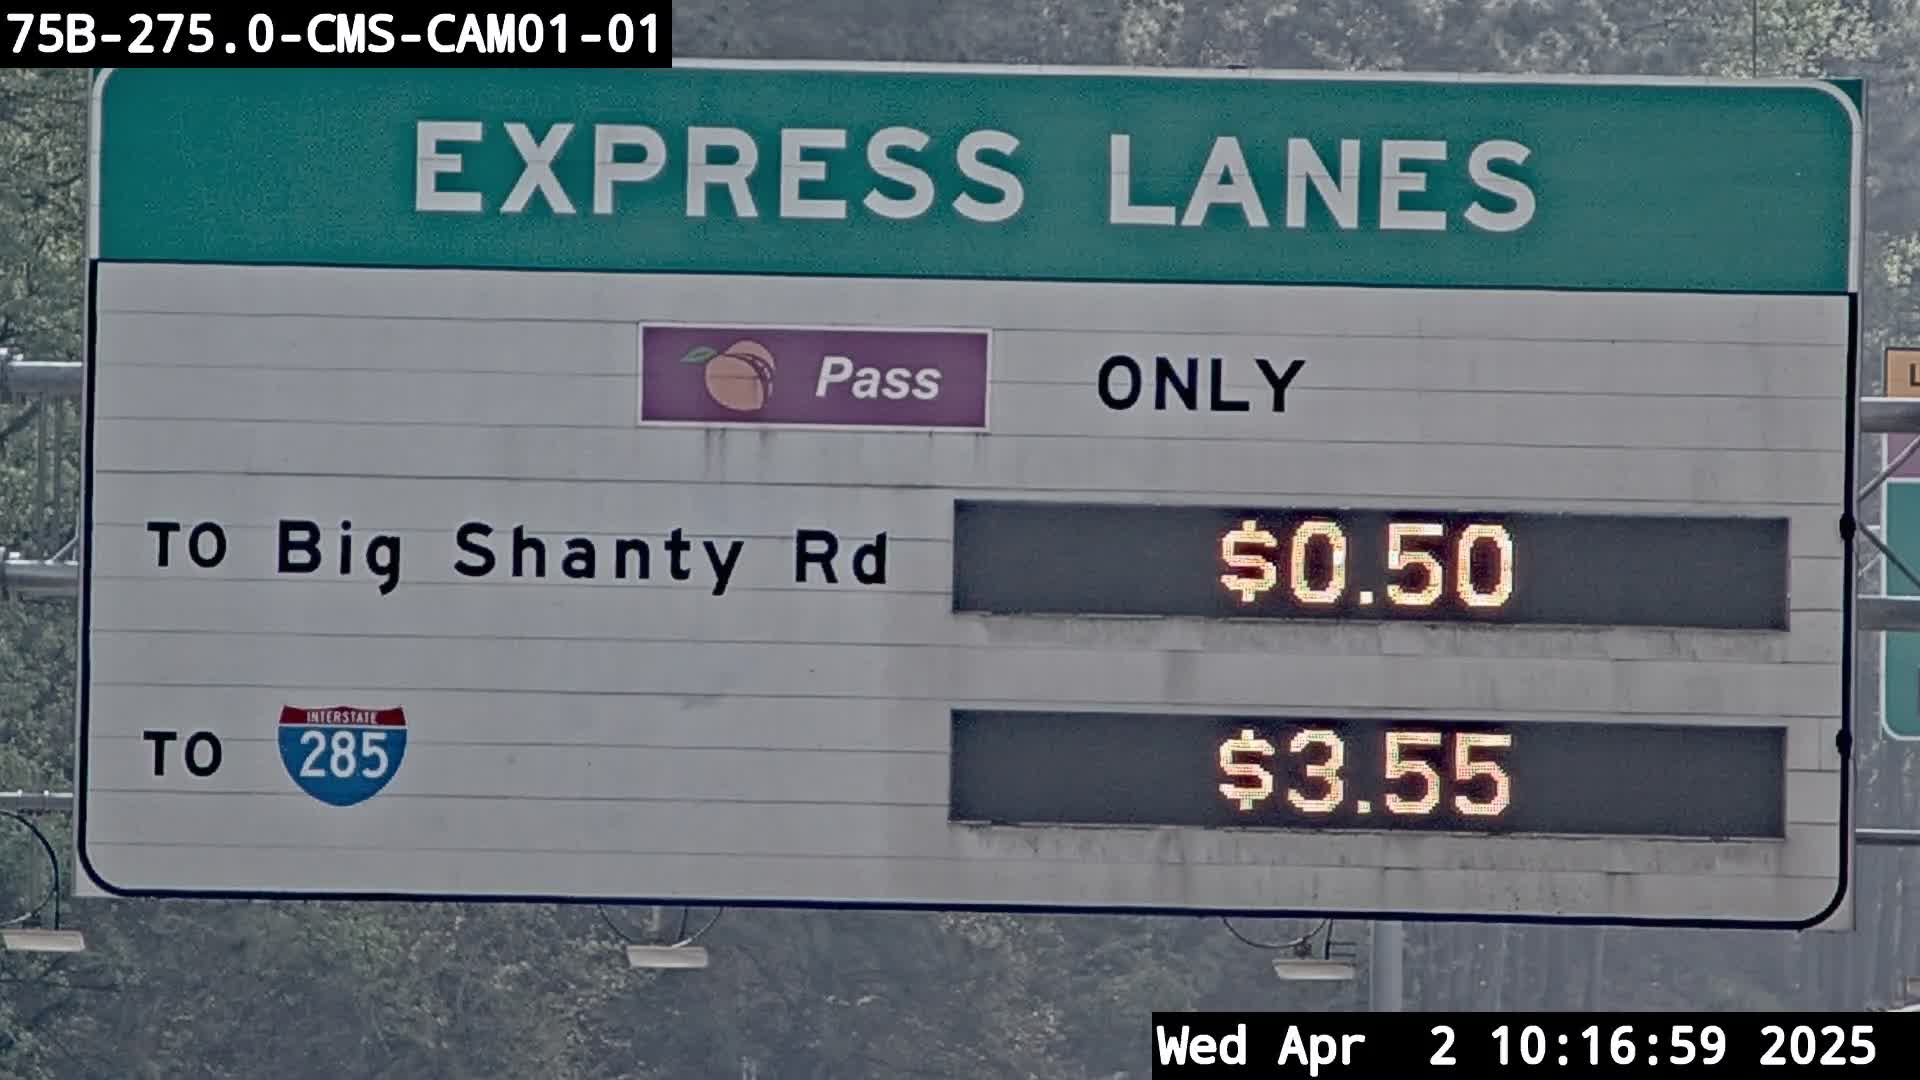 75B-275.0-CMS-CAM01-01
EXPRESS LANES
Pass ONLY
TO Big Shanty Rd $0.50
TO INTERSTATE 285 $3.55
Wed Apr 2 10:16:59 2025